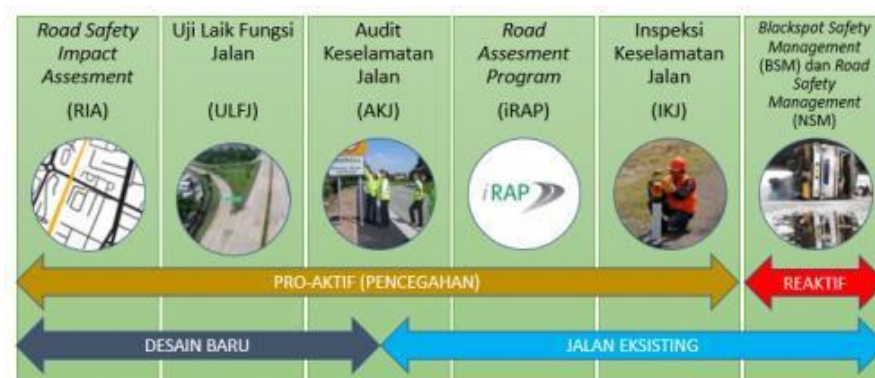 Road Safety
Impact
Assesment
(RIA)
Uji Laik Fungsi
Jalan
(ULFJ)
Audit
Keselamatan
Jalan
(AKJ)
Road
Assesment
Program
(iRAP)
Inspeksi
Keselamatan
Jalan
(IKJ)
Blackspot Safety
Management
(BSM) dan Road
Safety
Management
(NSM)
iRAP
PRO-AKTIF (PENCEGAHAN)
REAKTIF
DESAIN BARU
JALAN EKSISTING